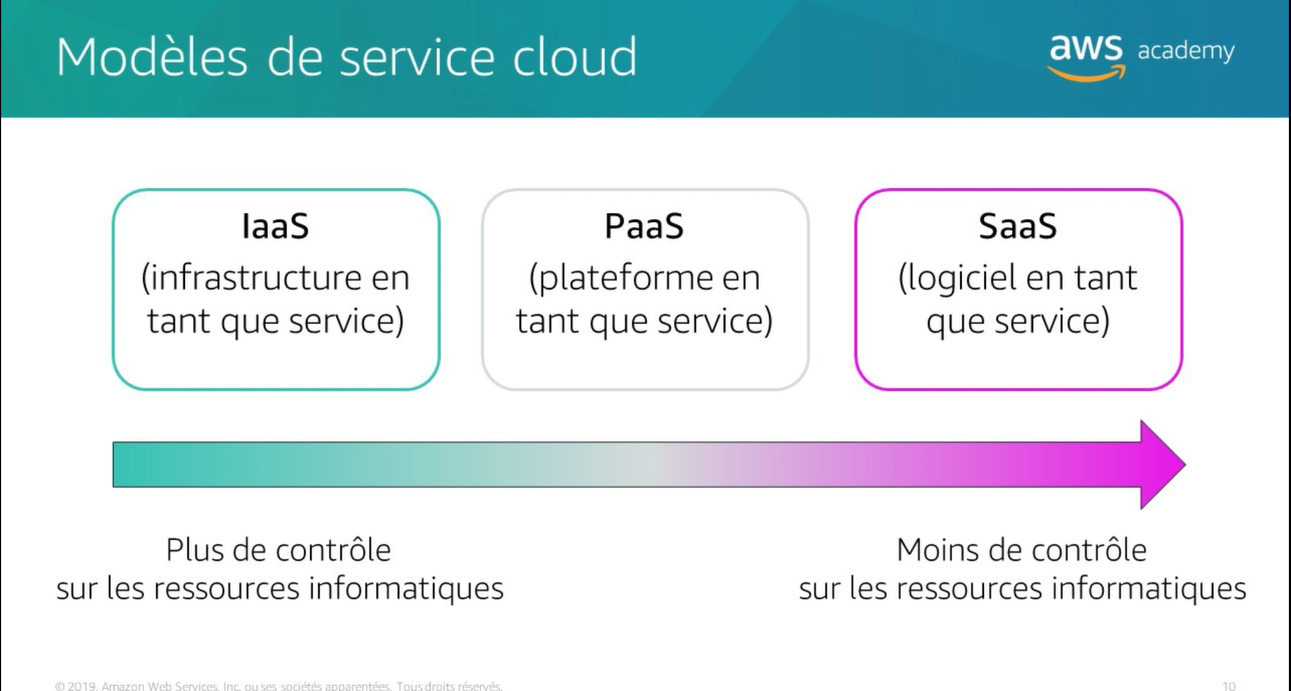 Modèles de service cloud
aws academy
IaaS
(infrastructure en
tant que service)
PaaS
(plateforme en
tant que service)
SaaS
(logiciel en tant
que service)
Plus de contrôle
sur les ressources informatiques
Moins de contrôle
sur les ressources informatiques
© 2019, Amazon Web Services, Inc. ou ses sociétés apparentées. Tous droits réservés.
10